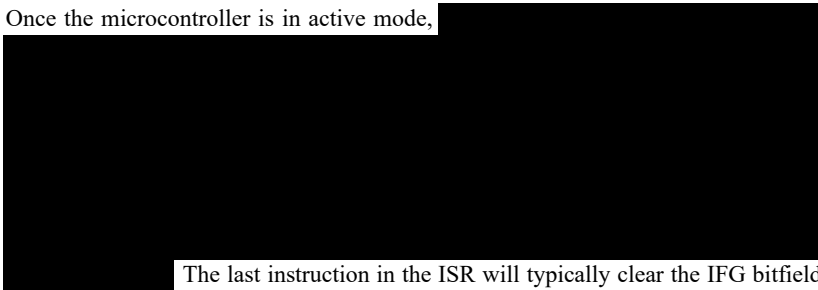 Once the microcontroller is in active mode,
The last instruction in the ISR will typically clear the IFG bitfield